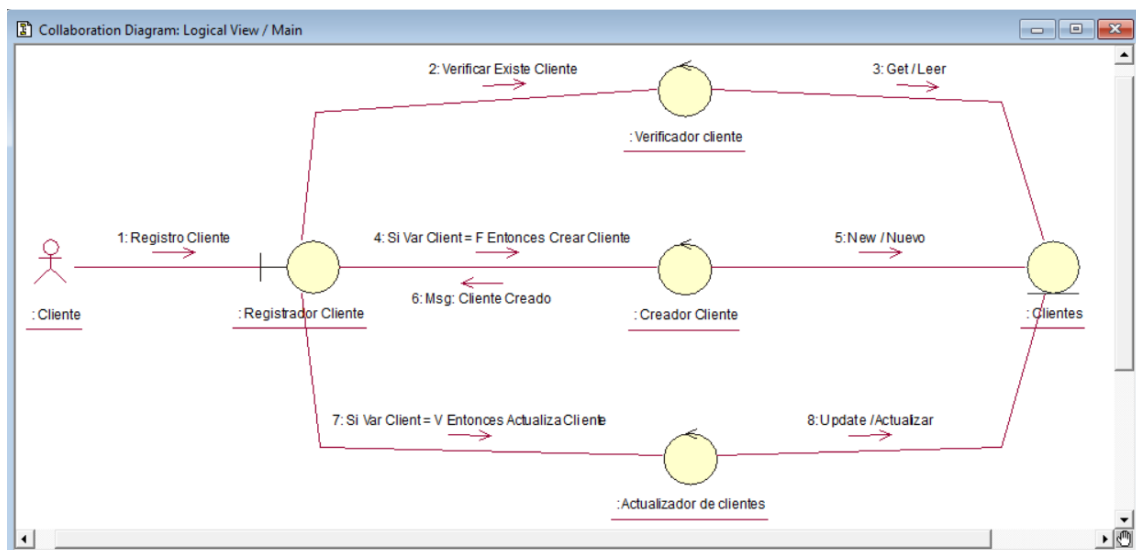 Collaboration Diagram: Logical View / Main
2: Verificar Existe Cliente
3: Get / Leer
: Verificador cliente
1: Registro Cliente
4: Si Var Client = F Entonces Crear Cliente
5: New / Nuevo
6: Msg: Cliente Creado
: Cliente
: Registrador Cliente
: Creador Cliente
: Clientes
7: Si Var Client = V Entonces Actualiza Cliente
8: Update /Actualizar
:Actualizador de clientes